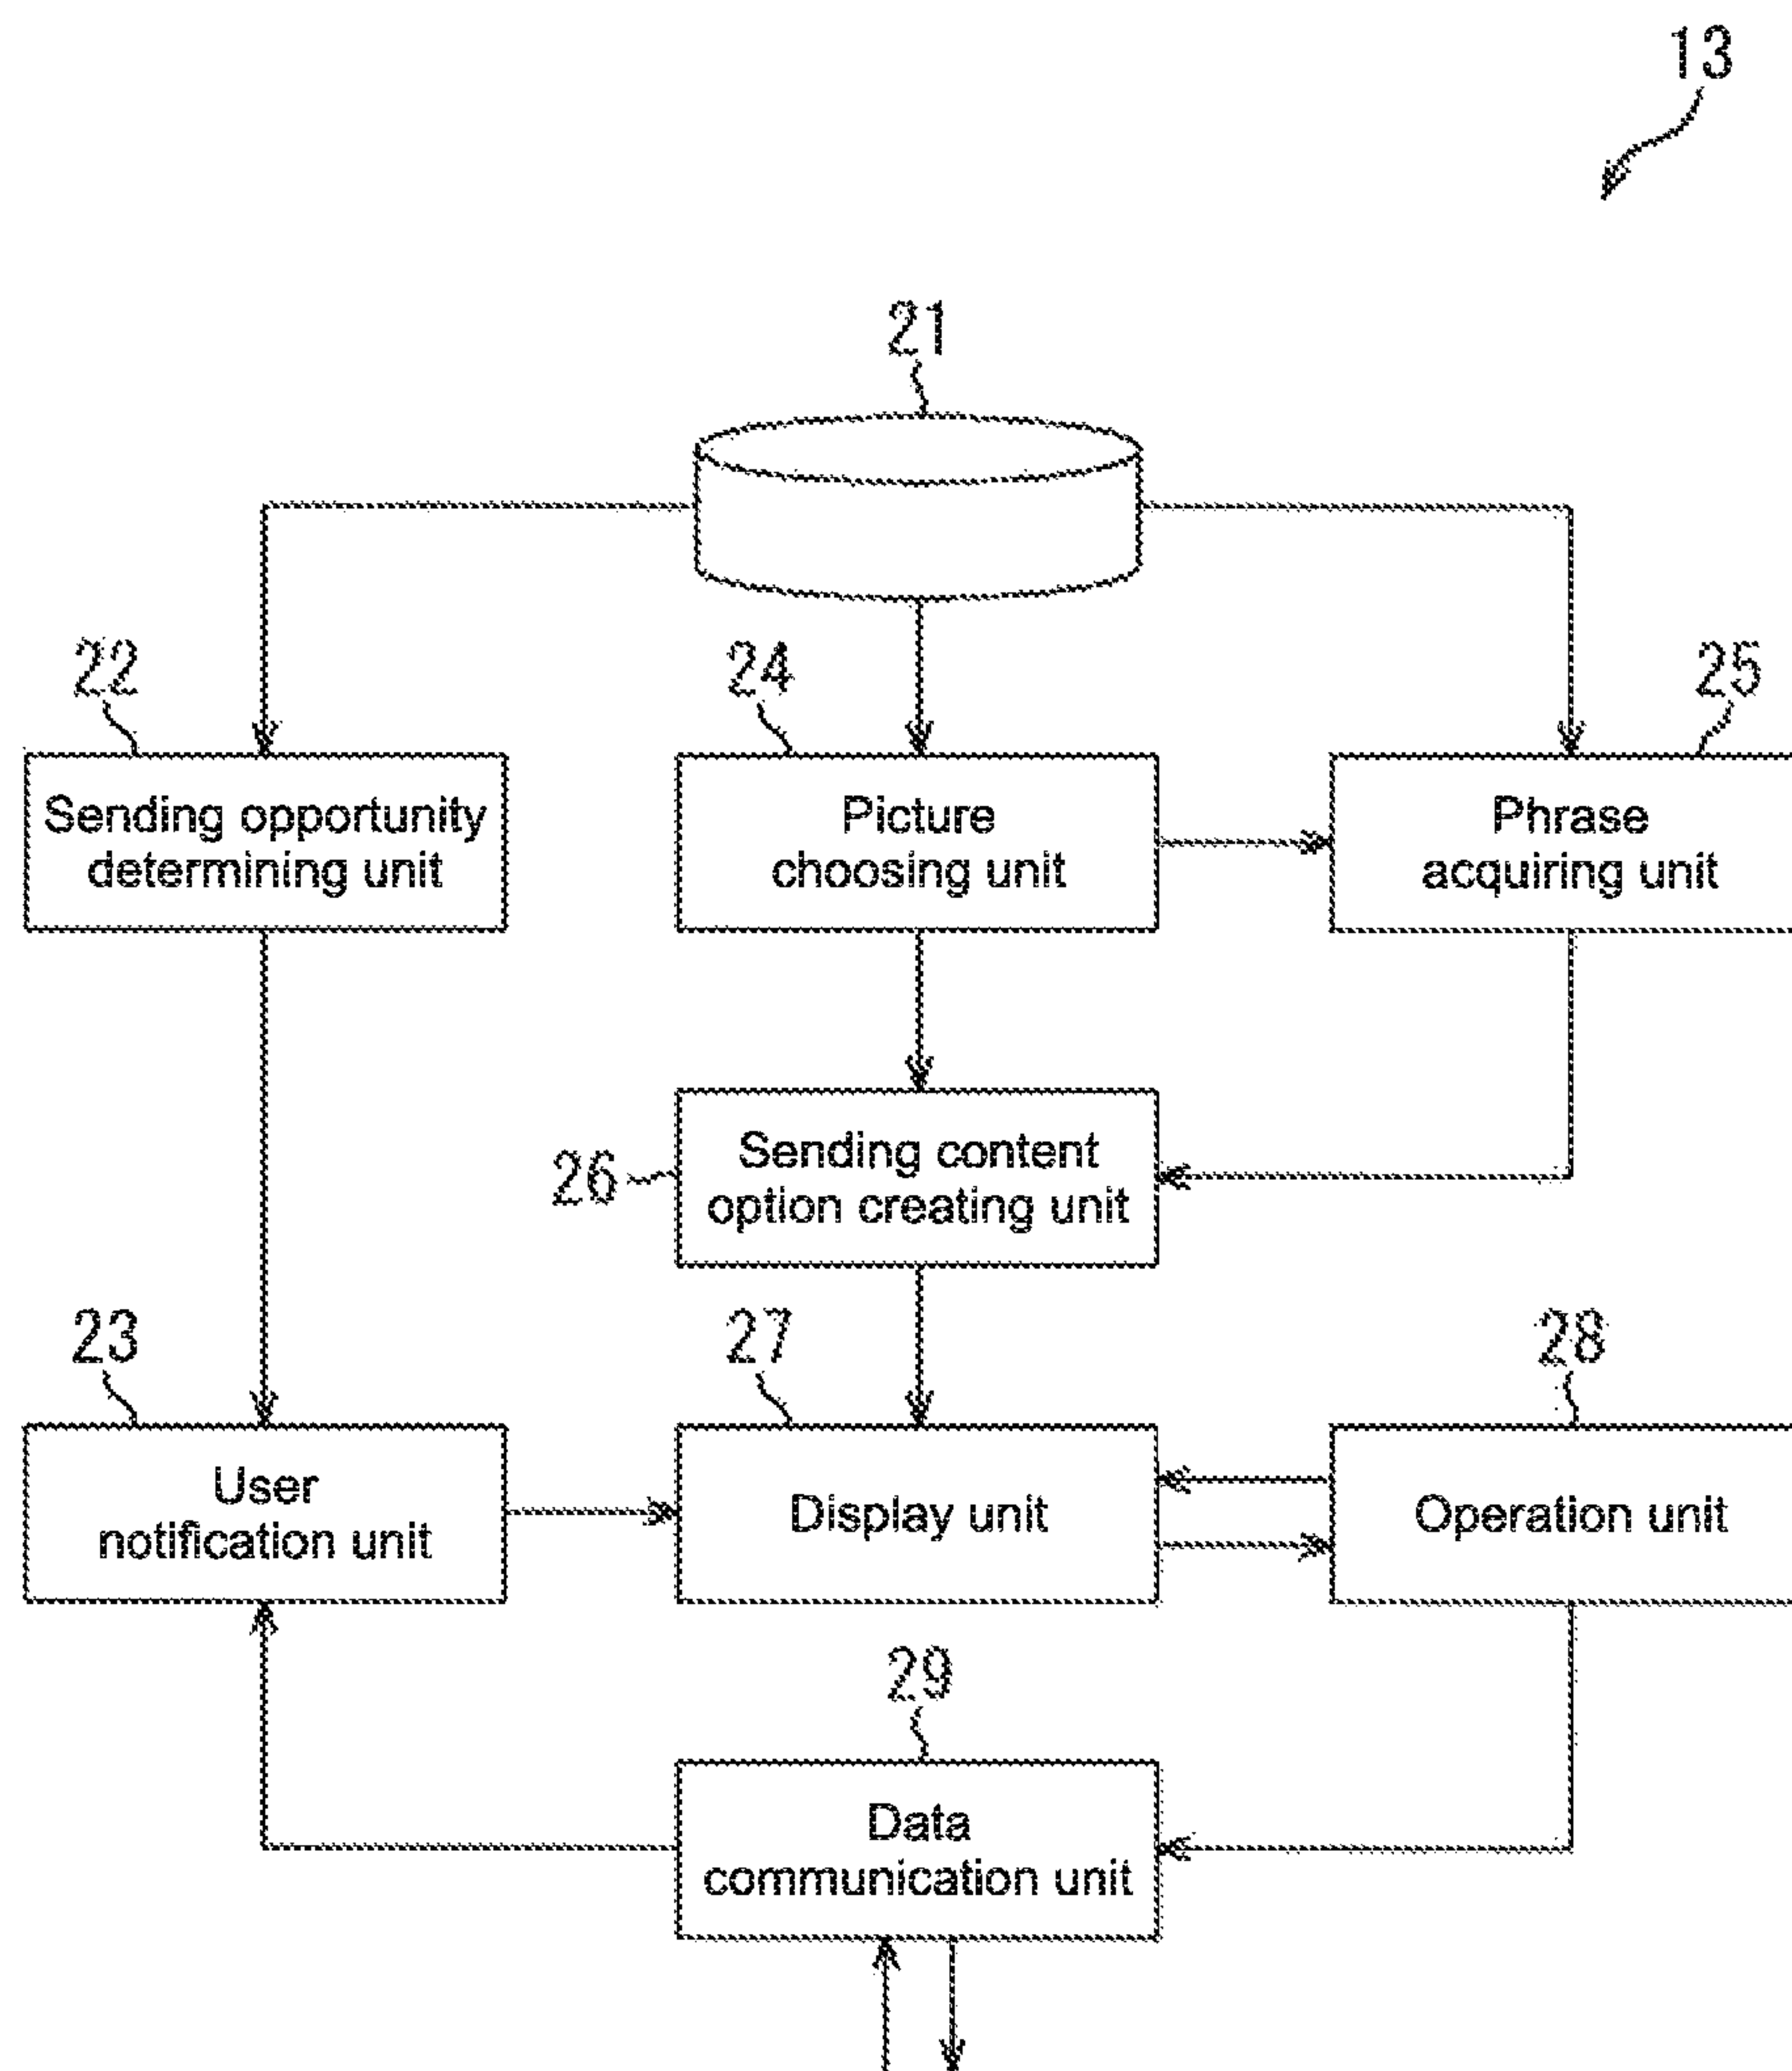 13
21
22
24
25
Sending opportunity
determining unit
Picture
choosing unit
Phrase
acquiring unit
26
Sending content
option creating unit
23
27
28
User
notification unit
Display unit
Operation unit
29
Data
communication unit